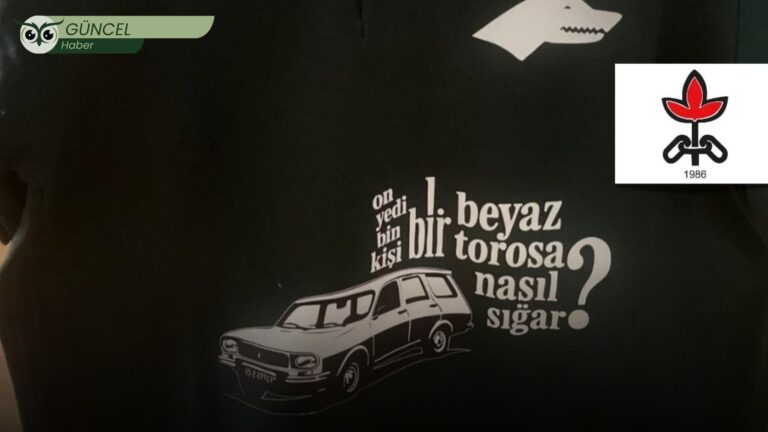 GÜNCEL
Haber
1986
on
yedi
bin
kişi
bir
beyaz
torosa
nasıl
sığar?